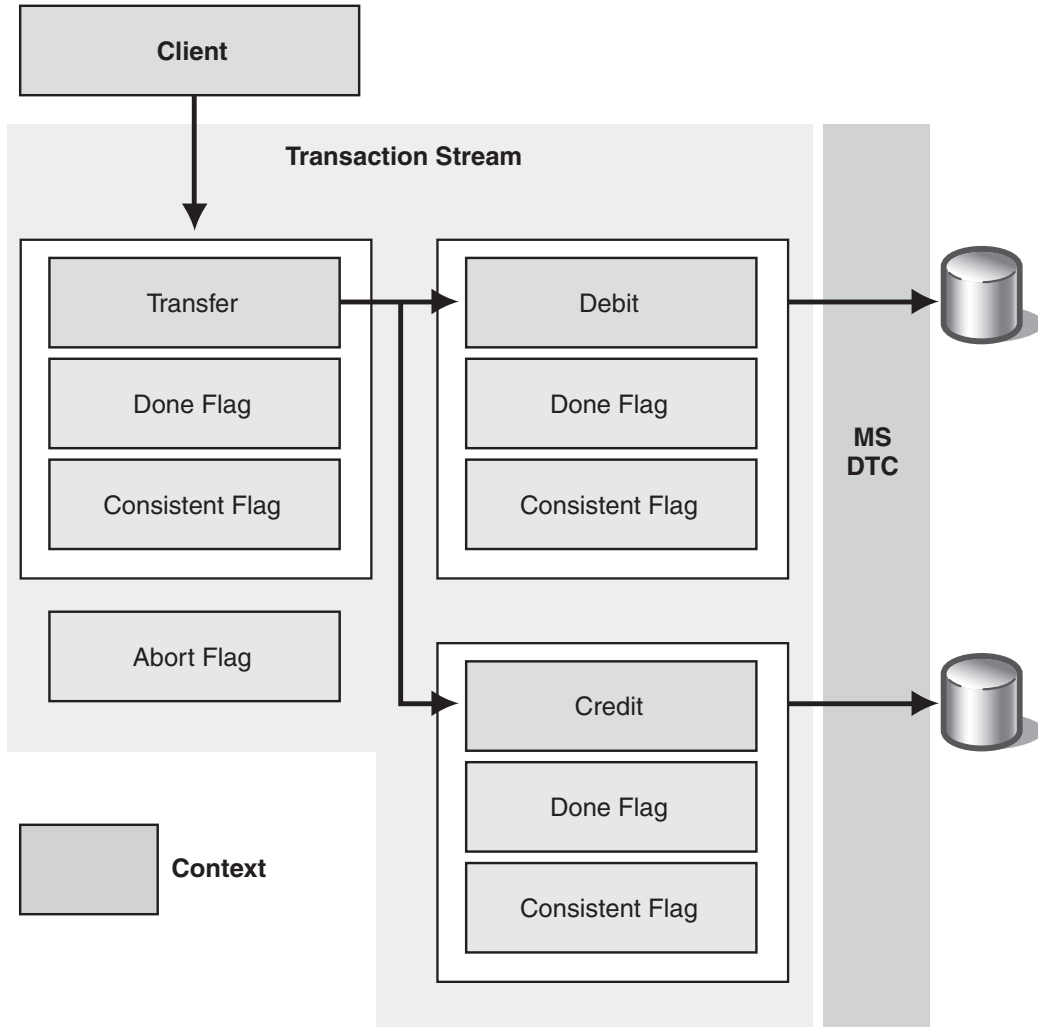 Client
Transaction Stream
Transfer
Done Flag
Consistent Flag
Abort Flag
Debit
Done Flag
Consistent Flag
Credit
Done Flag
Consistent Flag
MS
DTC
Context